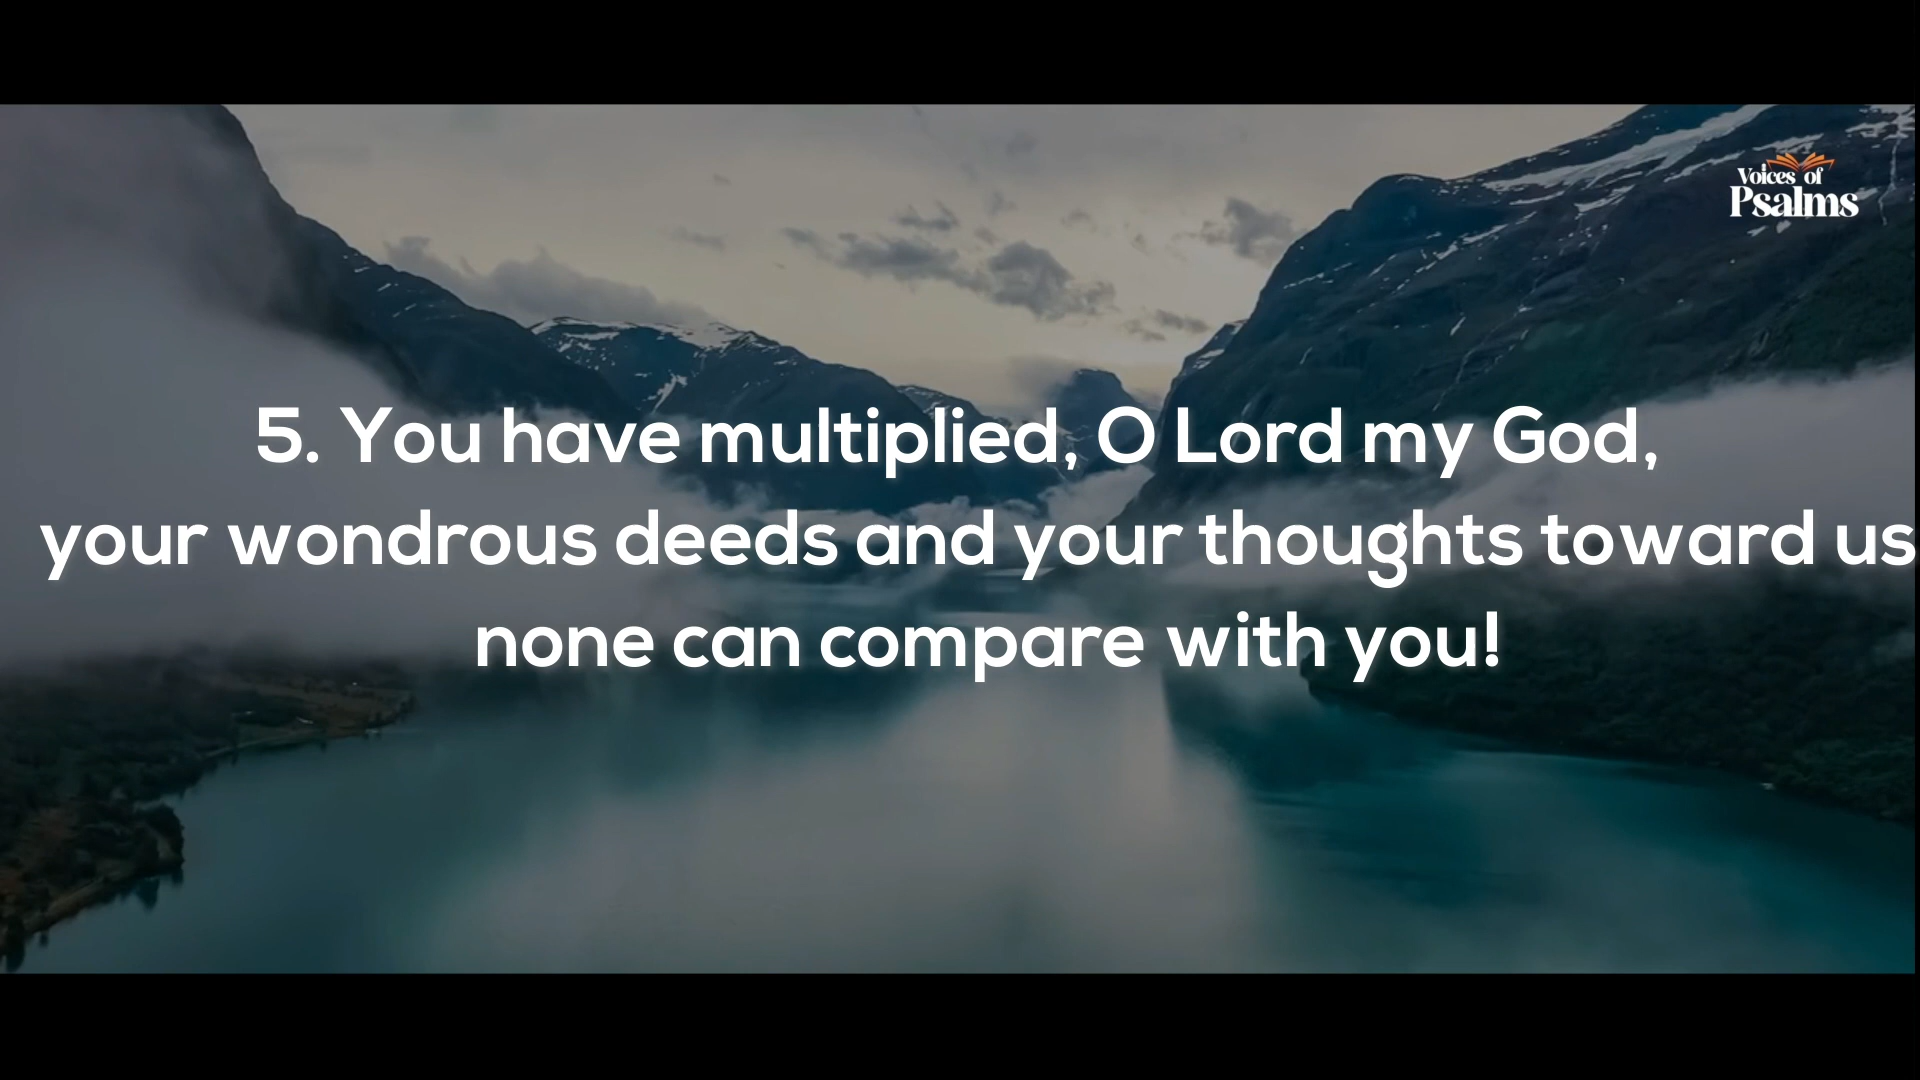 Voices of
Psalms
5. You have multiplied, O Lord my God,
your wondrous deeds and your thoughts toward us
none can compare with you!